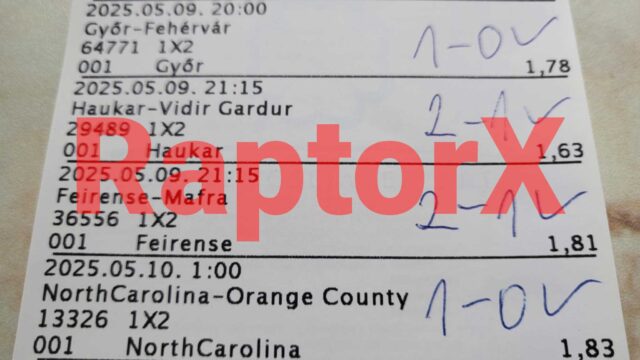 2025.05.09. 20:00
Győr-Fehérvár
64771 1X2
001 Győr 1,78
1-0 ✓
2025.05.09. 21:15
Haukar-Vidir Gardur
29489 1X2
001 Haukar 1,63
2-1 ✓
2025.05.09. 21:15
Feirense-Mafra
36556 1X2
001 Feirense 1,81
2-1 ✓
2025.05.10. 1:00
NorthCarolina-Orange County
13326 1X2
001 NorthCarolina 1,83
1-0 ✓
RaptorX